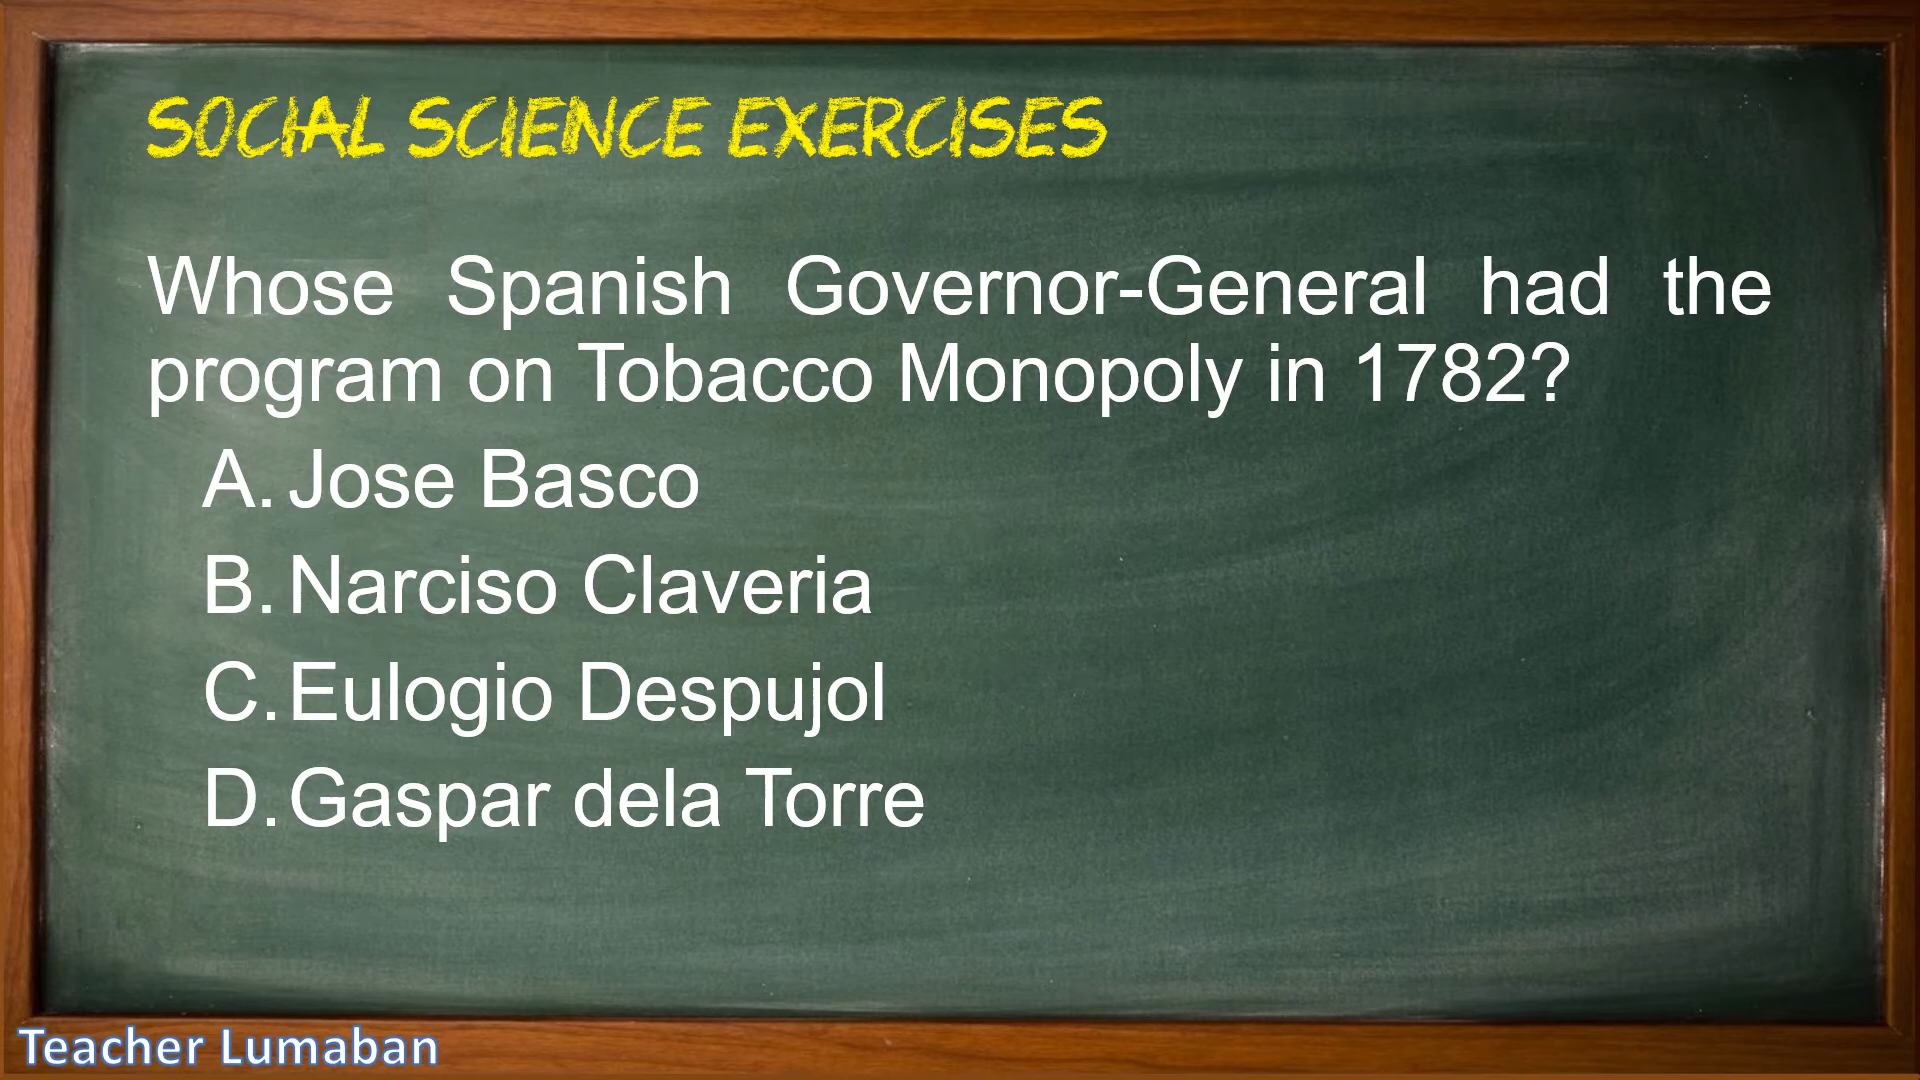 SOCIAL SCIENCE EXERCISES
Whose Spanish Governor-General had the
program on Tobacco Monopoly in 1782?
A. Jose Basco
B. Narciso Claveria
C. Eulogio Despujol
D. Gaspar dela Torre
Teacher Lumaban